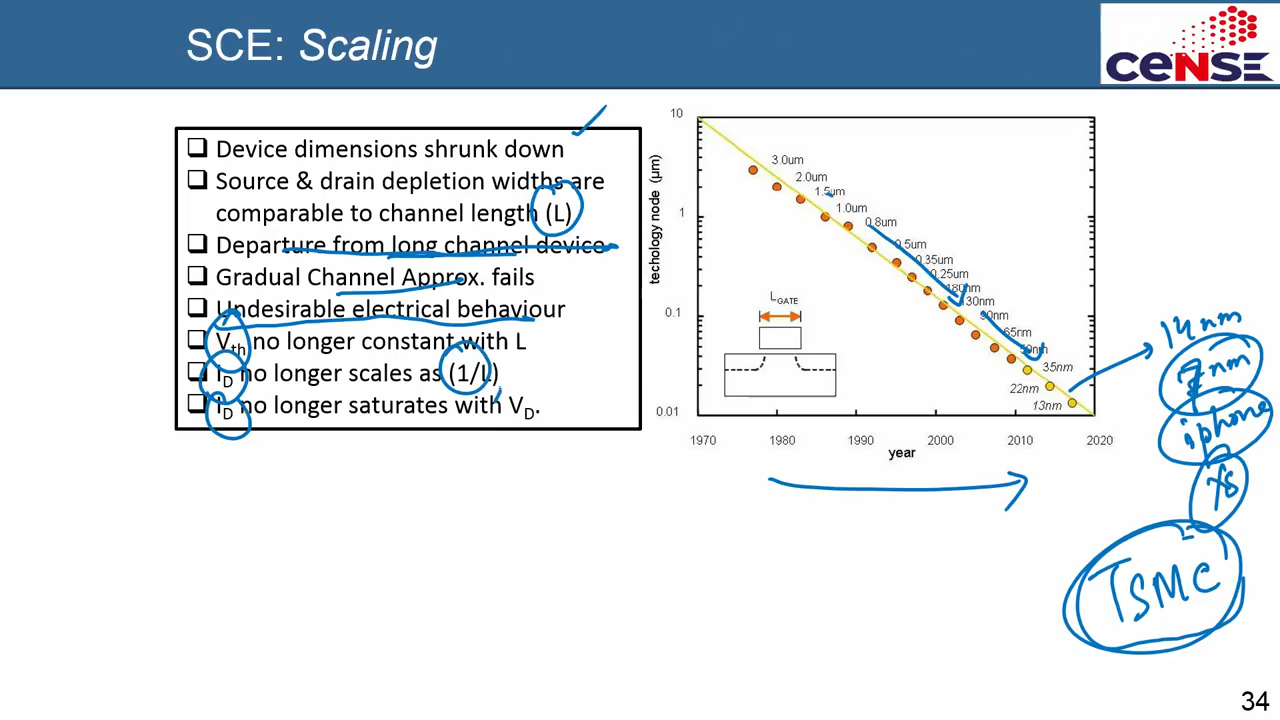 SCE: Scaling
ceNSE
❑ Device dimensions shrunk down
❑ Source & drain depletion widths are
comparable to channel length (L)
❑ Departure from long channel device
❑ Gradual Channel Approx. fails
❑ Undesirable electrical behaviour
❑ Vth no longer constant with L
❑ ID no longer scales as (1/L)
❑ ID no longer saturates with VD.
techology node (µm)
10
1
0.1
0.01
3.0um
2.0um
1.5um
1.0um
0.8um
0.5um
0.35um
0.25um
180nm
130nm
90nm
65nm
35nm
22nm
13nm
LGATE
1970
1980
1990
2000
2010
2020
year
14nm
7nm
iphone
TSMC
34